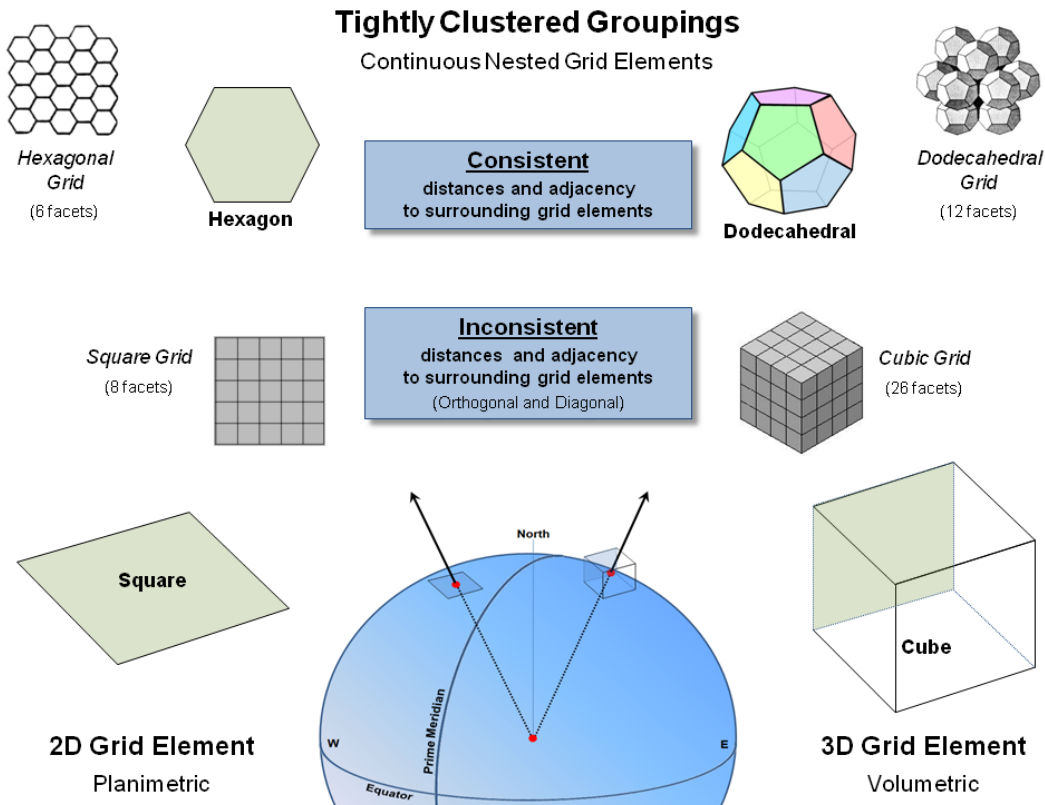 Tightly Clustered Groupings
Continuous Nested Grid Elements
Hexagonal
Grid
(6 facets)
Hexagon
Consistent
distances and adjacency
to surrounding grid elements
Dodecahedral
Dodecahedral
Grid
(12 facets)
Square Grid
(8 facets)
Inconsistent
distances and adjacency
to surrounding grid elements
(Orthogonal and Diagonal)
Cubic Grid
(26 facets)
Square
North
Cube
W
Prime Meridian
E
Equator
2D Grid Element
Planimetric
3D Grid Element
Volumetric